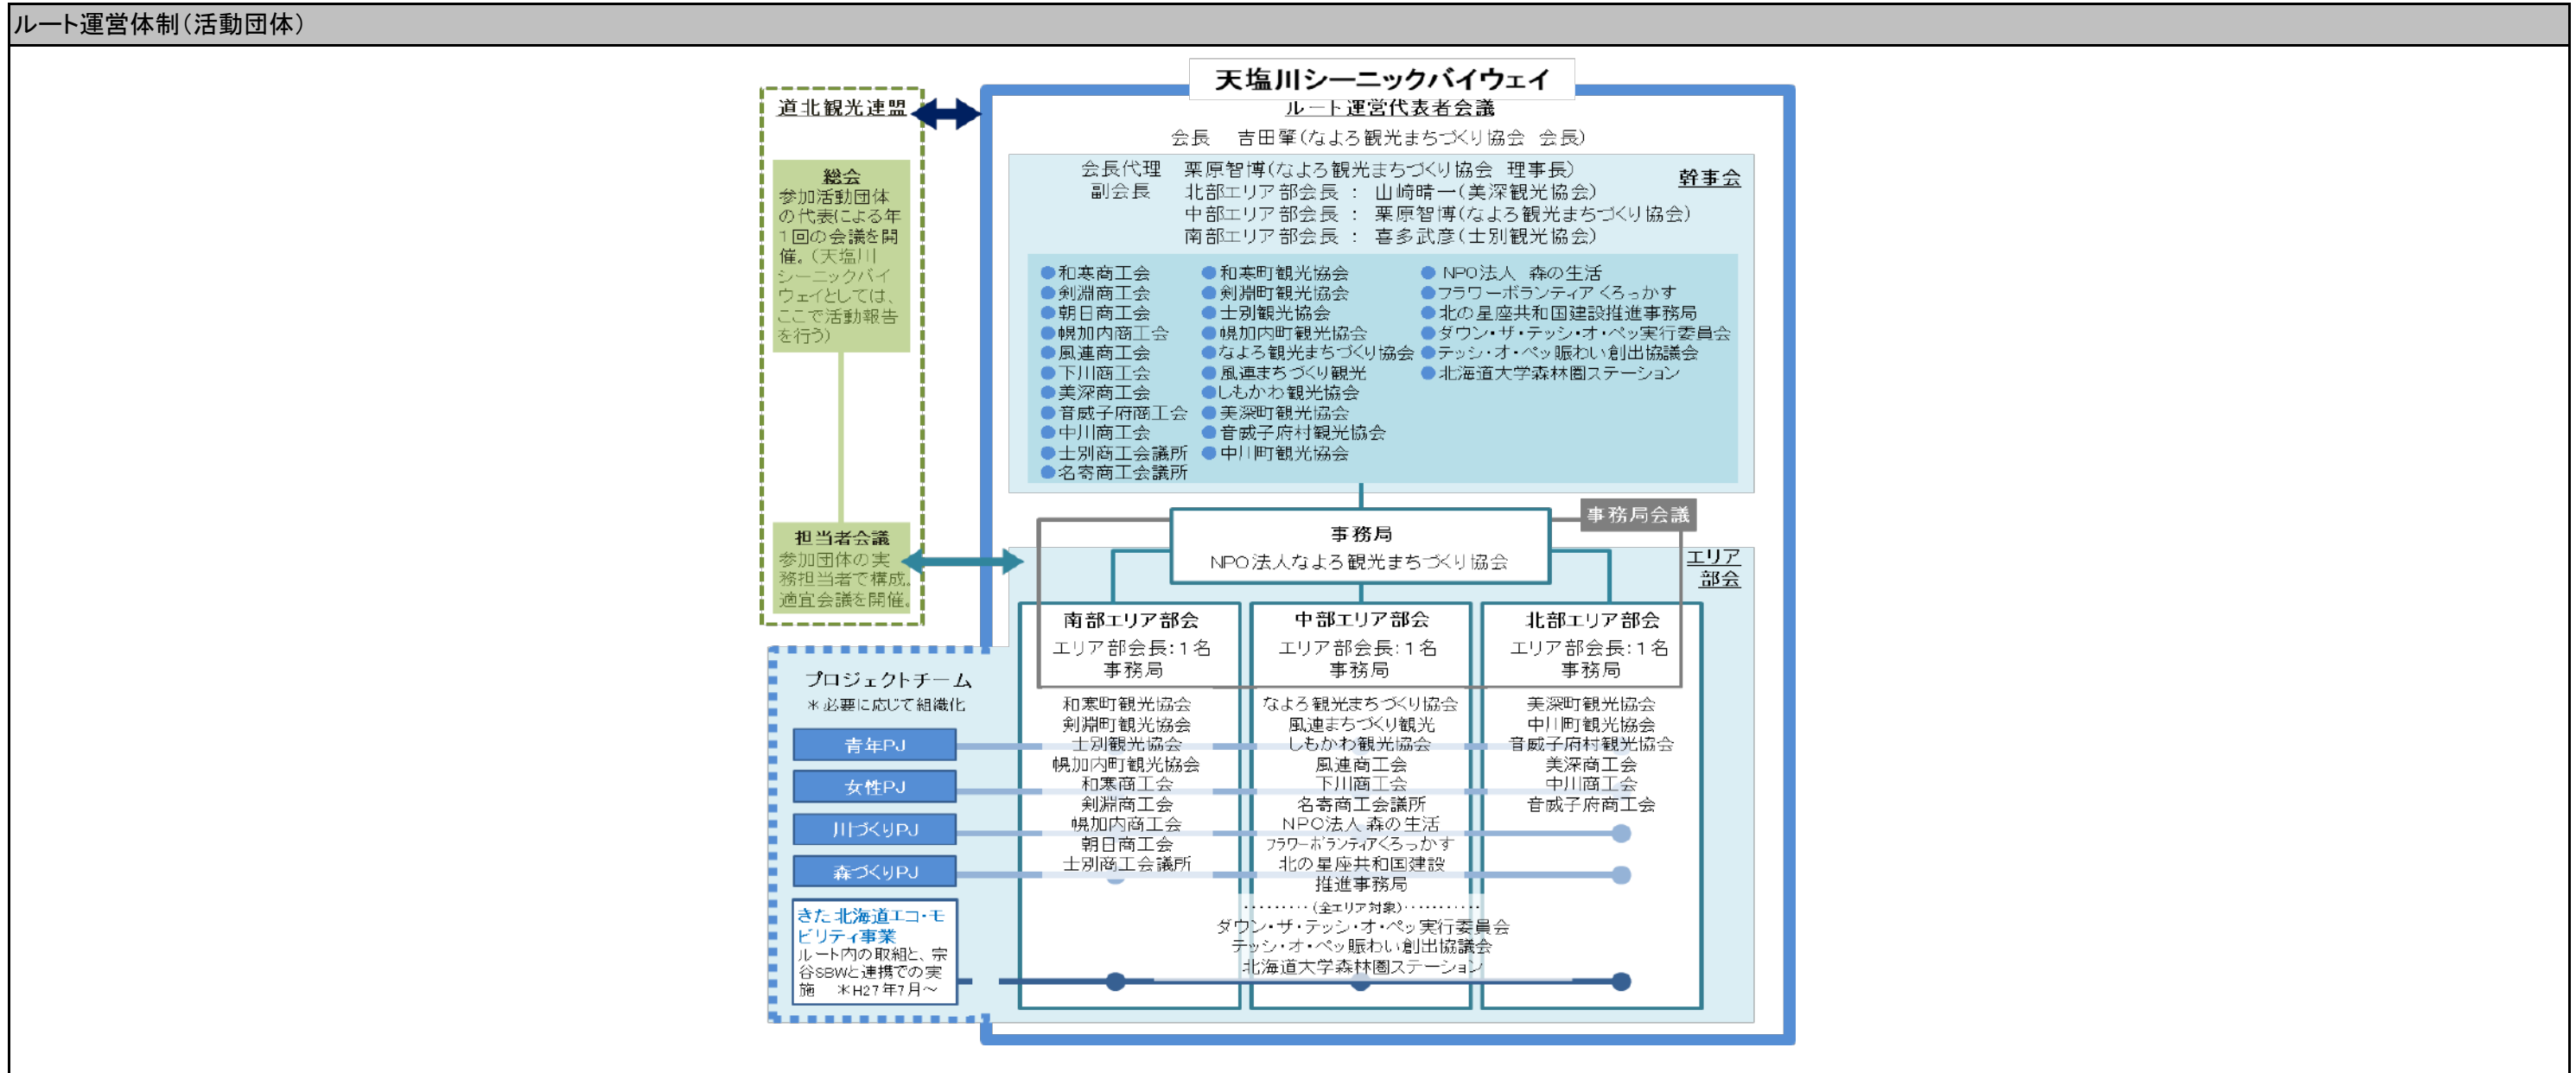 ルート運営体制(活動団体)
天塩川シーニックバイウェイ
ルート運営代表者会議
会長　吉田肇(なよろ観光まちづくり協会 会長)
道北観光連盟
総会
参加活動団体
の代表による年
1回の会議を開
催。(天塩川
シーニックバイ
ウェイとしては、
ここで活動報告
を行う)
担当者会議
参加団体の実
務担当者で構成。
適宜会議を開催。
幹事会
会長代理　栗原智博(なよろ観光まちづくり協会 理事長)
副会長　北部エリア部会長 : 山崎晴一(美深観光協会)
中部エリア部会長 : 栗原智博(なよろ観光まちづくり協会)
南部エリア部会長 : 喜多武彦(士別観光協会)
●和寒商工会
●剣淵商工会
●朝日商工会
●幌加内商工会
●風連商工会
●下川商工会
●美深商工会
●音威子府商工会
●中川商工会
●士別商工会議所
●名寄商工会議所
●和寒町観光協会
●剣淵町観光協会
●士別観光協会
●幌加内町観光協会
●なよろ観光まちづくり協会
●風連まちづくり観光
●しもかわ観光協会
●美深町観光協会
●音威子府村観光協会
●中川町観光協会
●NPO法人 森の生活
●フラワーボランティアくろっかす
●北の星座共和国建設推進事務局
●ダウン・ザ・テッシ・オ・ペッ実行委員会
●テッシ・オ・ペッ賑わい創出協議会
●北海道大学森林圏ステーション
事務局会議
事務局
NPO法人なよろ観光まちづくり協会
エリア
部会
南部エリア部会
エリア部会長:1名
事務局
和寒町観光協会
剣淵町観光協会
士別観光協会
幌加内町観光協会
和寒商工会
剣淵商工会
幌加内商工会
朝日商工会
士別商工会議所
中部エリア部会
エリア部会長:1名
事務局
なよろ観光まちづくり協会
風連まちづくり観光
しもかわ観光協会
風連商工会
下川商工会
名寄商工会議所
NPO法人 森の生活
フラワーボランティアくろっかす
北の星座共和国建設
推進事務局
・・・・・・・・・(全エリア対象)・・・・・・・・・・・
ダウン・ザ・テッシ・オ・ペッ実行委員会
テッシ・オ・ペッ賑わい創出協議会
北海道大学森林圏ステーション
北部エリア部会
エリア部会長:1名
事務局
美深町観光協会
中川町観光協会
音威子府村観光協会
美深商工会
中川商工会
音威子府商工会
プロジェクトチーム
*必要に応じて組織化
青年PJ
女性PJ
川づくりPJ
森づくりPJ
きた北海道エコ・モ
ビリティ事業
ルート内の取組と、宗
谷SBWと連携での実
施　*H27年7月~